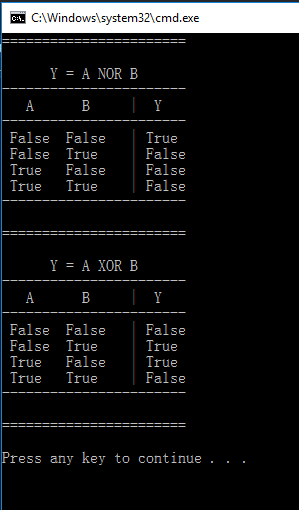 C:\Windows\system32\cmd.exe
=======================
Y = A NOR B
-----------------------
A B | Y
-----------------------
False False | True
False True | False
True False | False
True True | False
-----------------------
=======================
Y = A XOR B
-----------------------
A B | Y
-----------------------
False False | False
False True | True
True False | True
True True | False
-----------------------
=======================
Press any key to continue . . .